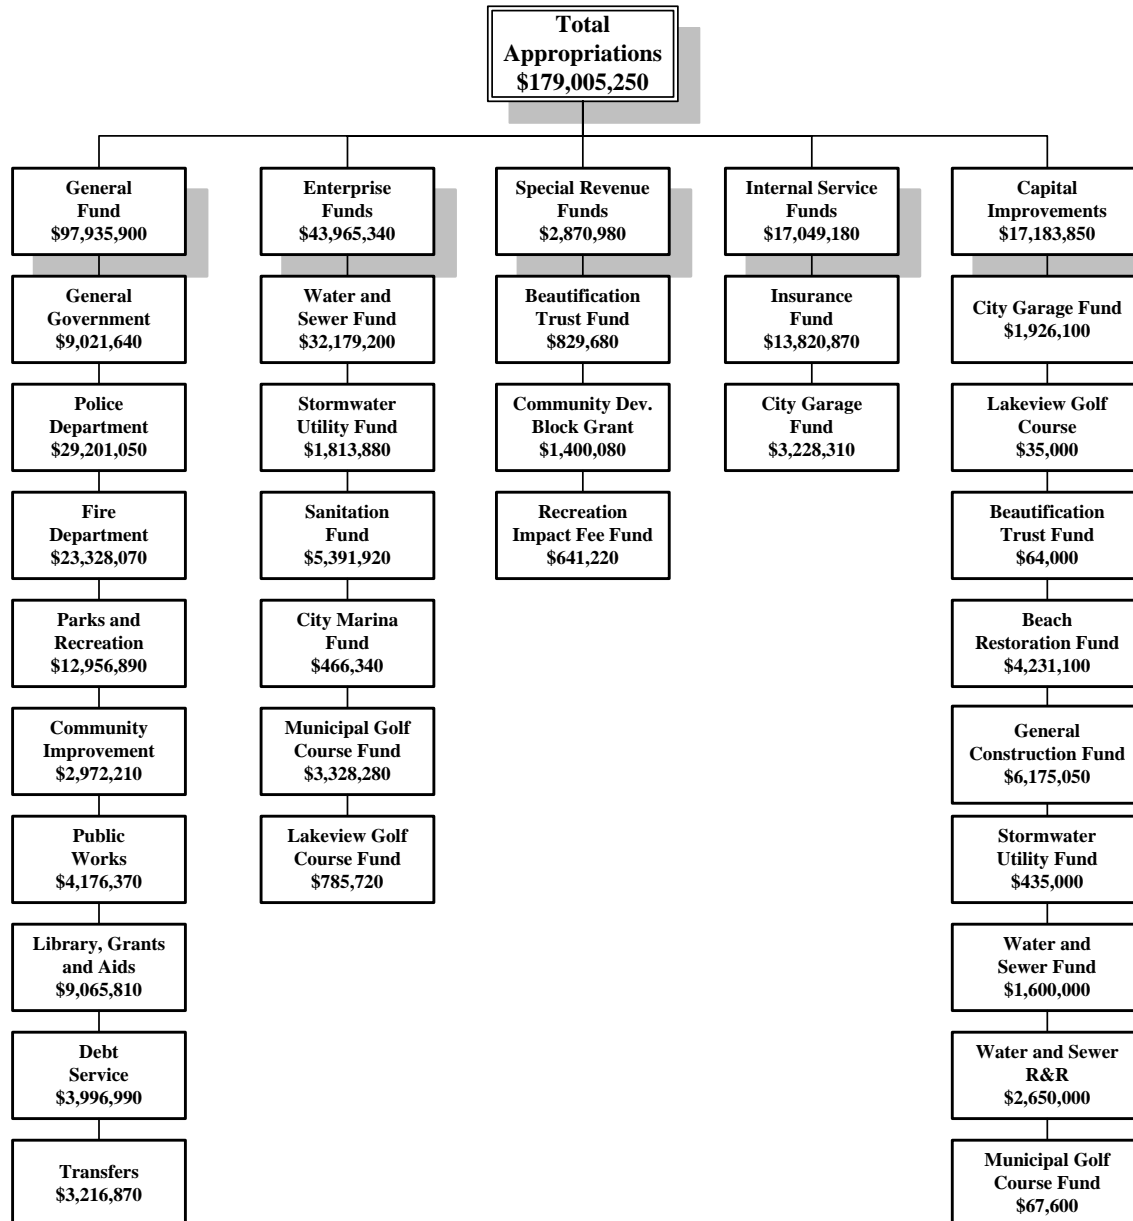 Total
Appropriations
$179,005,250
General
Fund
$97,935,900
General
Government
$9,021,640
Police
Department
$29,201,050
Fire
Department
$23,328,070
Parks and
Recreation
$12,956,890
Community
Improvement
$2,972,210
Public
Works
$4,176,370
Library, Grants
and Aids
$9,065,810
Debt
Service
$3,996,990
Transfers
$3,216,870
Enterprise
Funds
$43,965,340
Water and
Sewer Fund
$32,179,200
Stormwater
Utility Fund
$1,813,880
Sanitation
Fund
$5,391,920
City Marina
Fund
$466,340
Municipal Golf
Course Fund
$3,328,280
Lakeview Golf
Course Fund
$785,720
Special Revenue
Funds
$2,870,980
Beautification
Trust Fund
$829,680
Community Dev.
Block Grant
$1,400,080
Recreation
Impact Fee Fund
$641,220
Internal Service
Funds
$17,049,180
Insurance
Fund
$13,820,870
City Garage
Fund
$3,228,310
Capital
Improvements
$17,183,850
City Garage Fund
$1,926,100
Lakeview Golf
Course
$35,000
Beautification
Trust Fund
$64,000
Beach
Restoration Fund
$4,231,100
General
Construction Fund
$6,175,050
Stormwater
Utility Fund
$435,000
Water and
Sewer Fund
$1,600,000
Water and Sewer
R&R
$2,650,000
Municipal Golf
Course Fund
$67,600